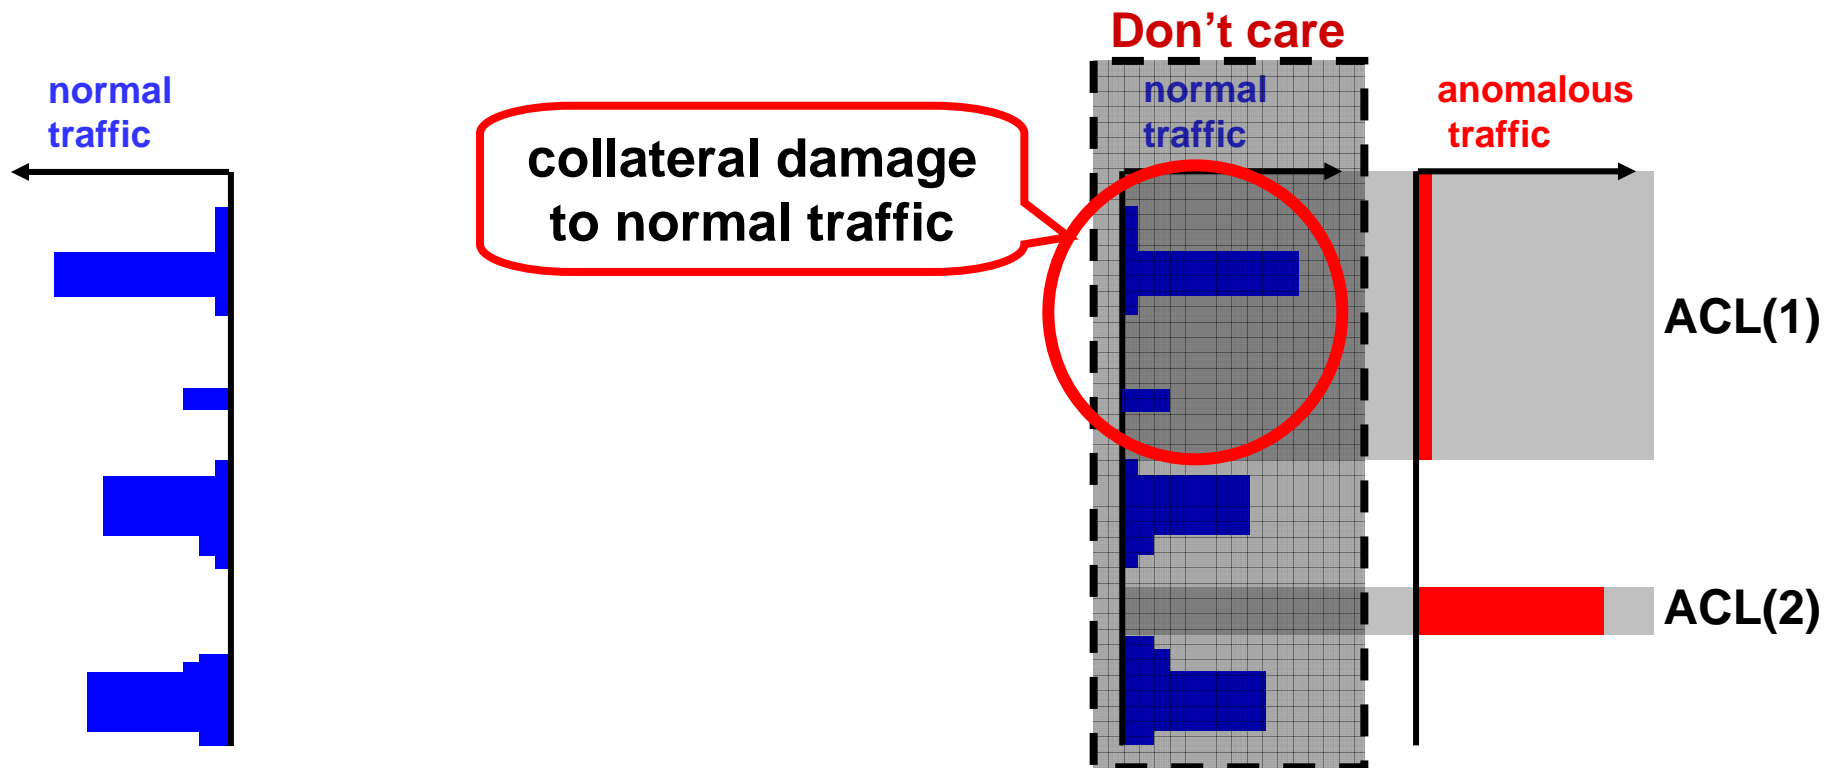 Don’t care
normal
traffic
collateral damage
to normal traffic
normal
traffic
anomalous
traffic
ACL(1)
ACL(2)